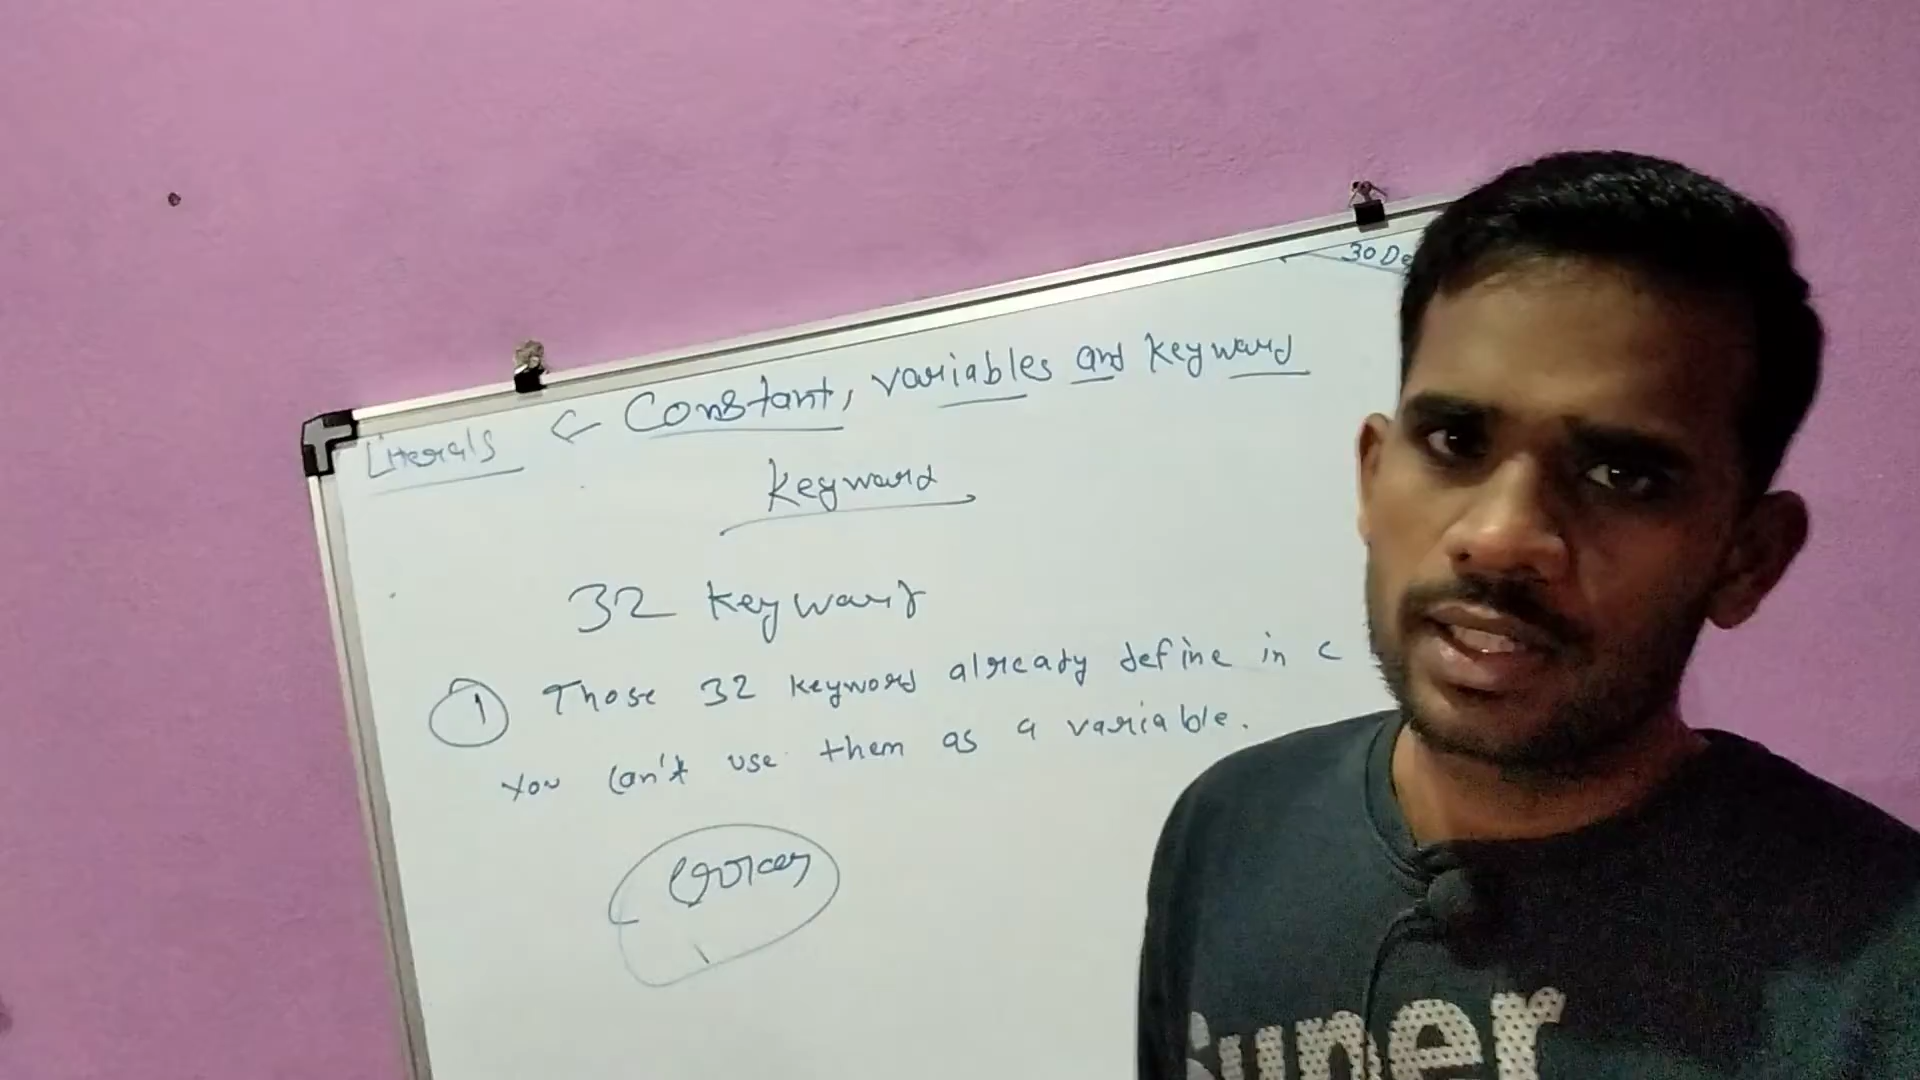 30 De
Literals ← Constant, variables and keyword
Keyword
32 keyword
1 Those 32 keyword already define in c
You can't use them as a variable.
Super